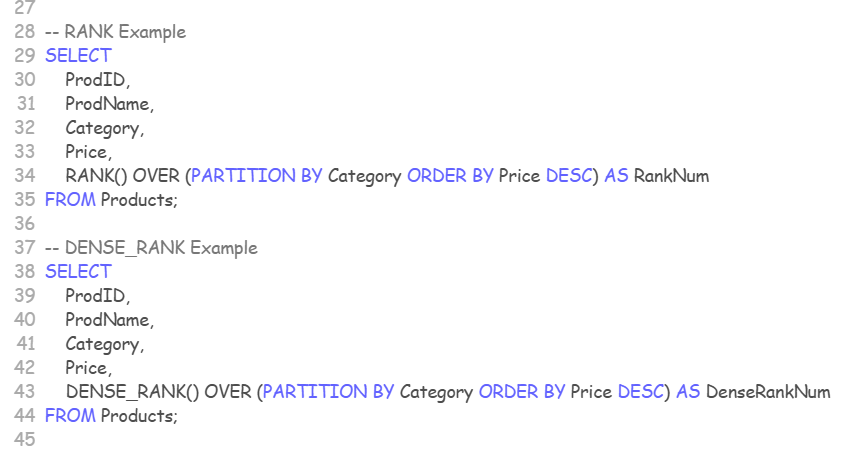 27
28 -- RANK Example
29 SELECT
30     ProdID,
31     ProdName,
32     Category,
33     Price,
34     RANK() OVER (PARTITION BY Category ORDER BY Price DESC) AS RankNum
35 FROM Products;
36
37 -- DENSE_RANK Example
38 SELECT
39     ProdID,
40     ProdName,
41     Category,
42     Price,
43     DENSE_RANK() OVER (PARTITION BY Category ORDER BY Price DESC) AS DenseRankNum
44 FROM Products;
45